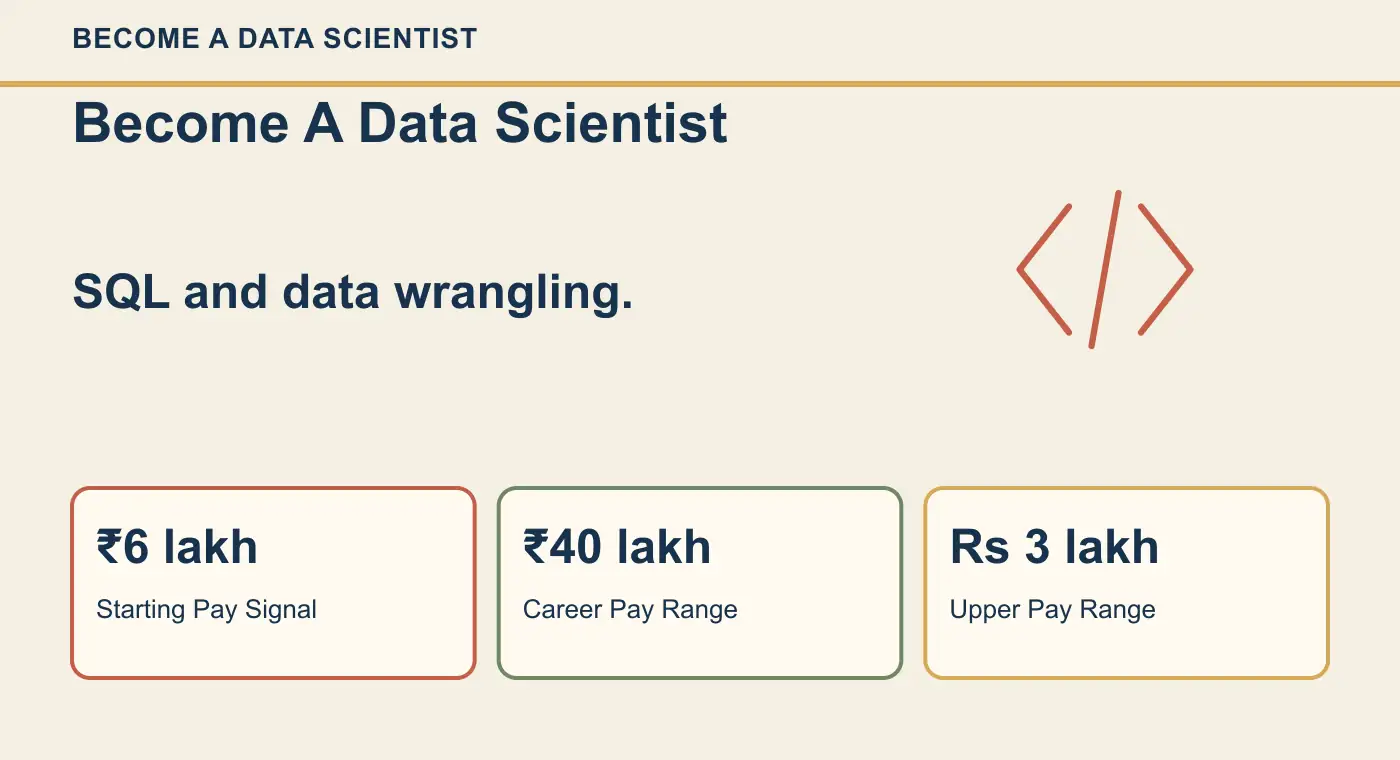 BECOME A DATA SCIENTIST
Become A Data Scientist
SQL and data wrangling.
₹6 lakh
Starting Pay Signal
₹40 lakh
Career Pay Range
Rs 3 lakh
Upper Pay Range